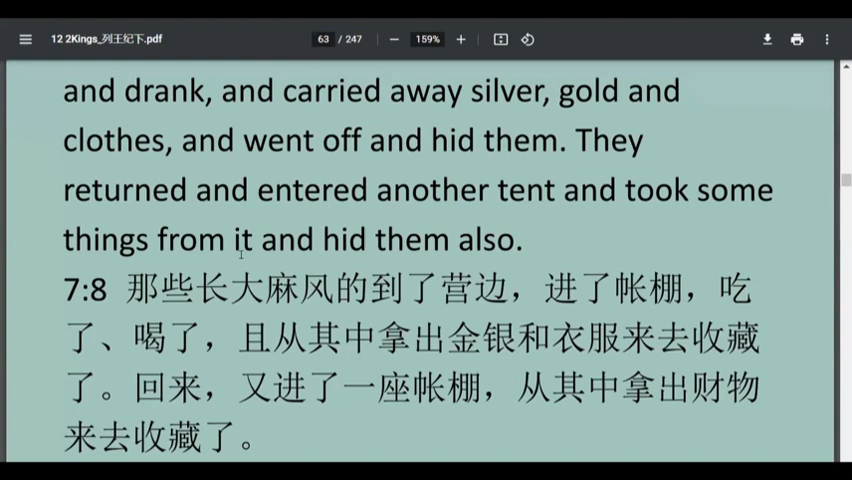 12 2Kings_列王纪下.pdf
63 / 247
159%
and drank, and carried away silver, gold and
clothes, and went off and hid them. They
returned and entered another tent and took some
things from it and hid them also.
7:8 那些长大麻风的到了营边，进了帐棚，吃
了、喝了，且从其中拿出金银和衣服来去收藏
了。回来，又进了一座帐棚，从其中拿出财物
来去收藏了。